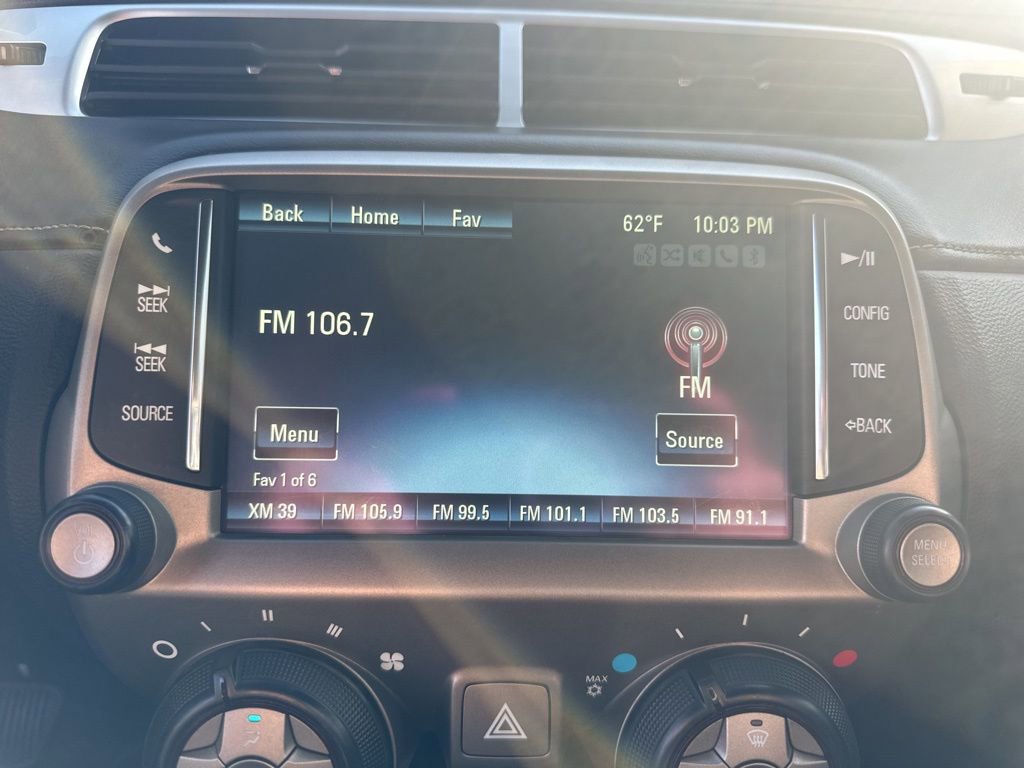 Back Home Fav
62°F 10:03 PM
SEEK
SEEK
SOURCE
FM 106.7
FM
Menu
Source
Fav 1 of 6
XM 39 FM 105.9 FM 99.5 FM 101.1 FM 103.5 FM 91.1
CONFIG
TONE
BACK
MENU
SELECT
MAX